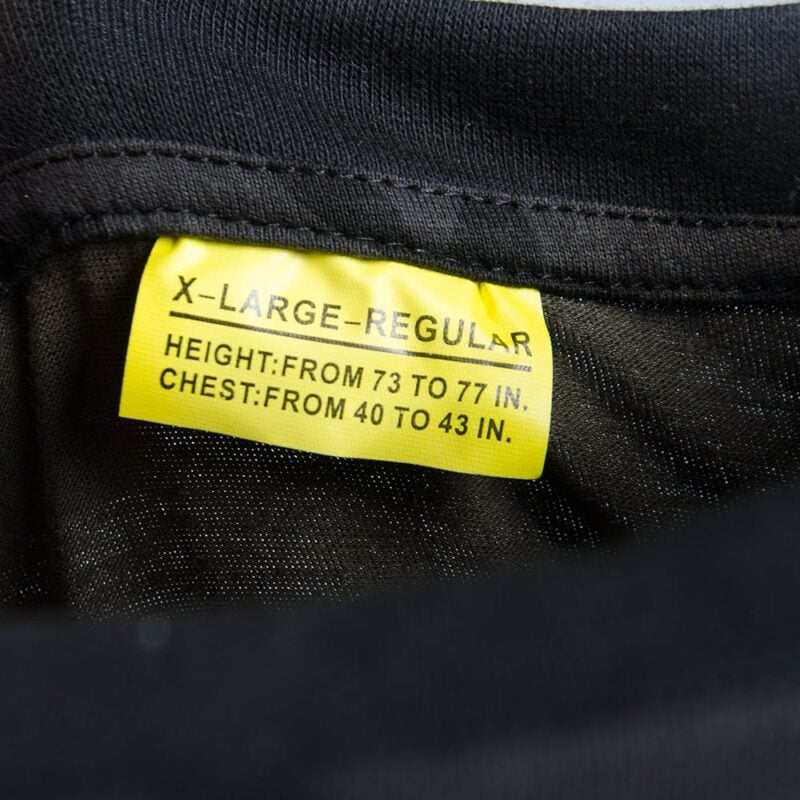 X-LARGE-REGULAR
HEIGHT:FROM 73 TO 77 IN.
CHEST:FROM 40 TO 43 IN.